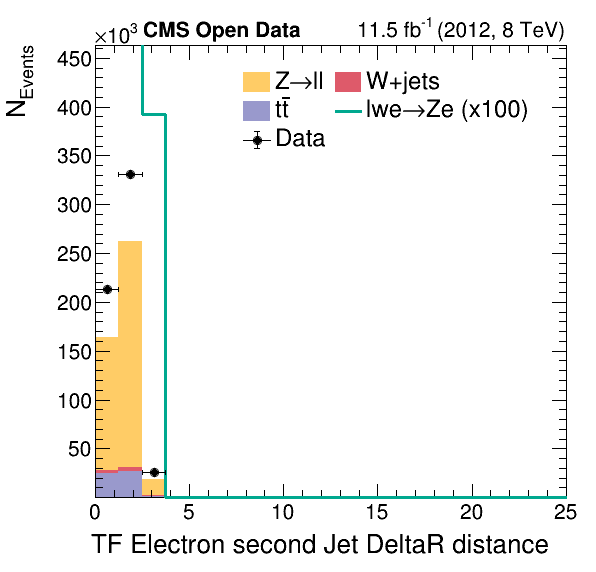 ×10³ CMS Open Data 11.5 fb⁻¹ (2012, 8 TeV)
N_Events
450
400
350
300
250
200
150
100
50
Z→ll W+jets
tt̄ lwe→Ze (x100)
Data
0 5 10 15 20 25
TF Electron second Jet DeltaR distance